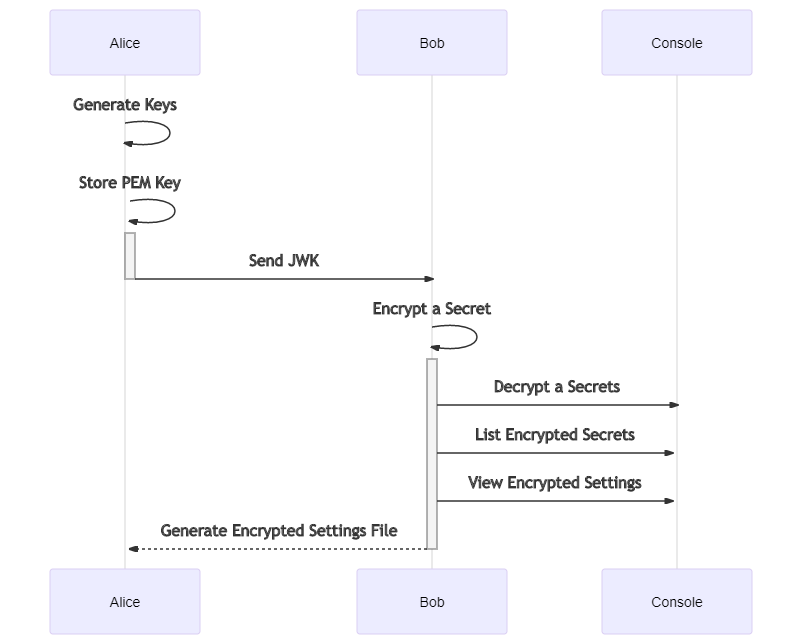 Alice
Bob
Console
Generate Keys
Store PEM Key
Send JWK
Encrypt a Secret
Decrypt a Secrets
List Encrypted Secrets
View Encrypted Settings
Generate Encrypted Settings File
Alice
Bob
Console